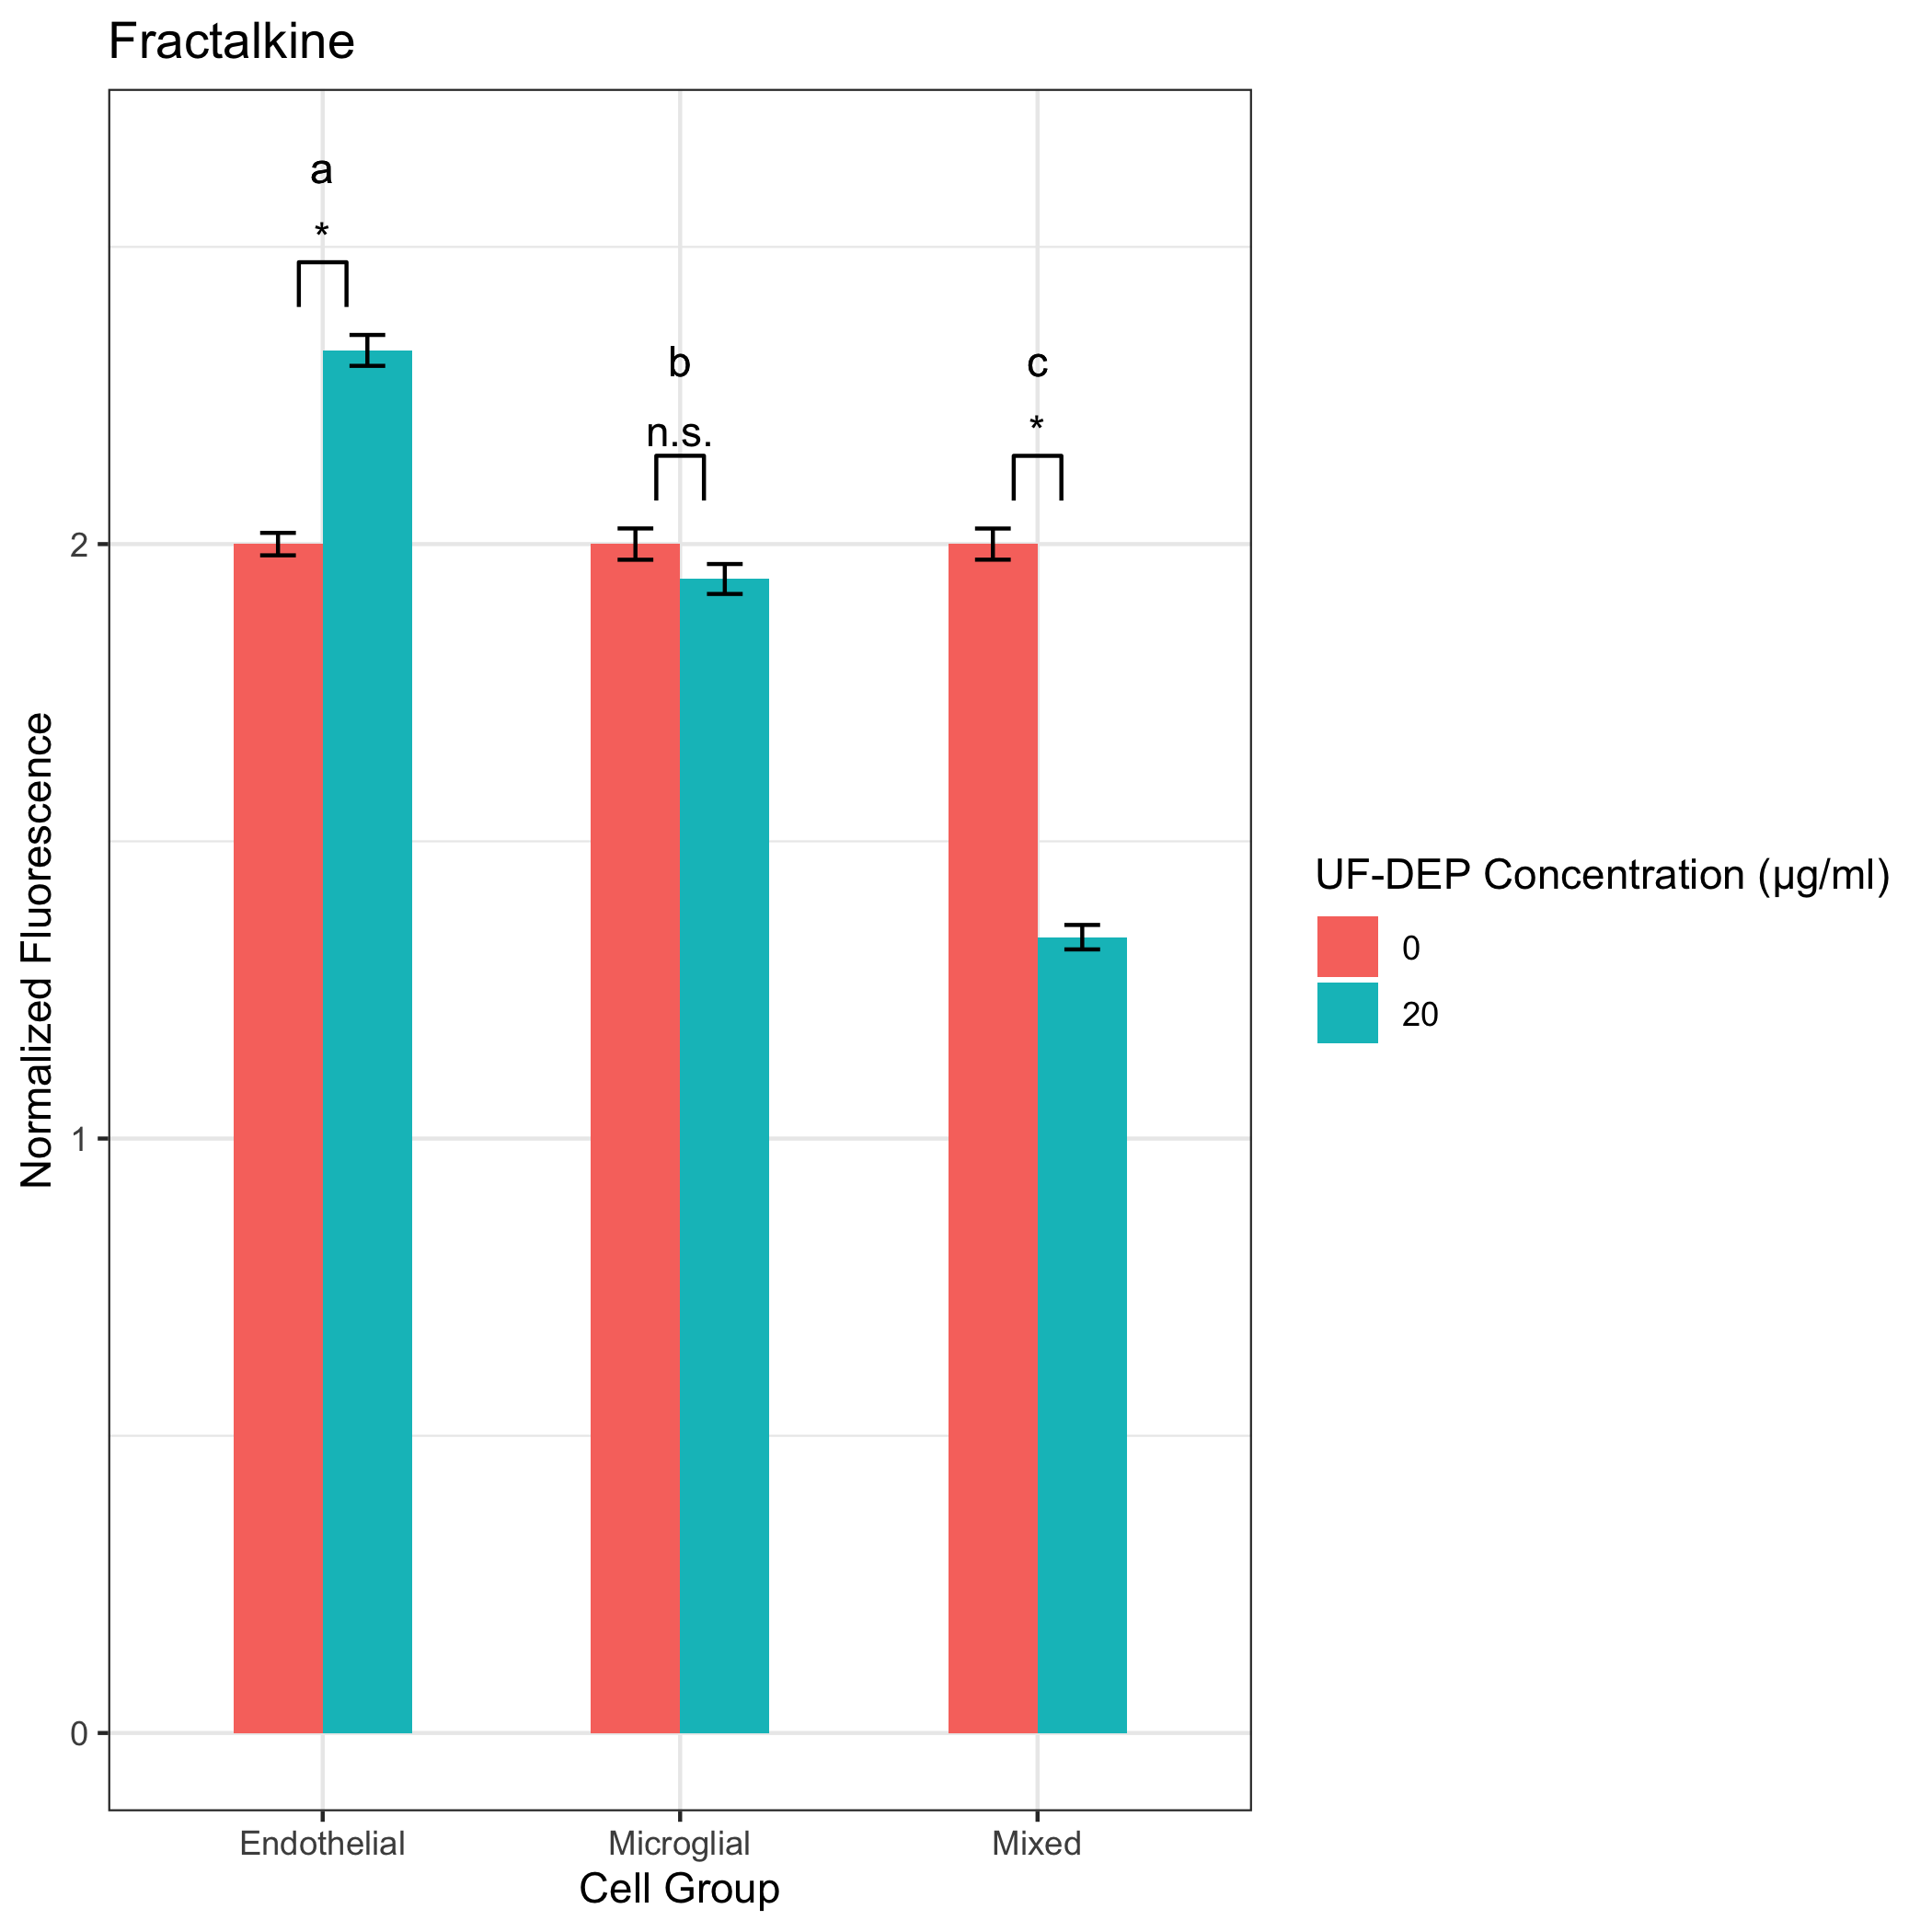 Fractalkine
a
*
b
n.s.
c
*
2
1
0
Normalized Fluorescence
Endothelial
Microglial
Mixed
Cell Group
UF-DEP Concentration (µg/ml)
0
20